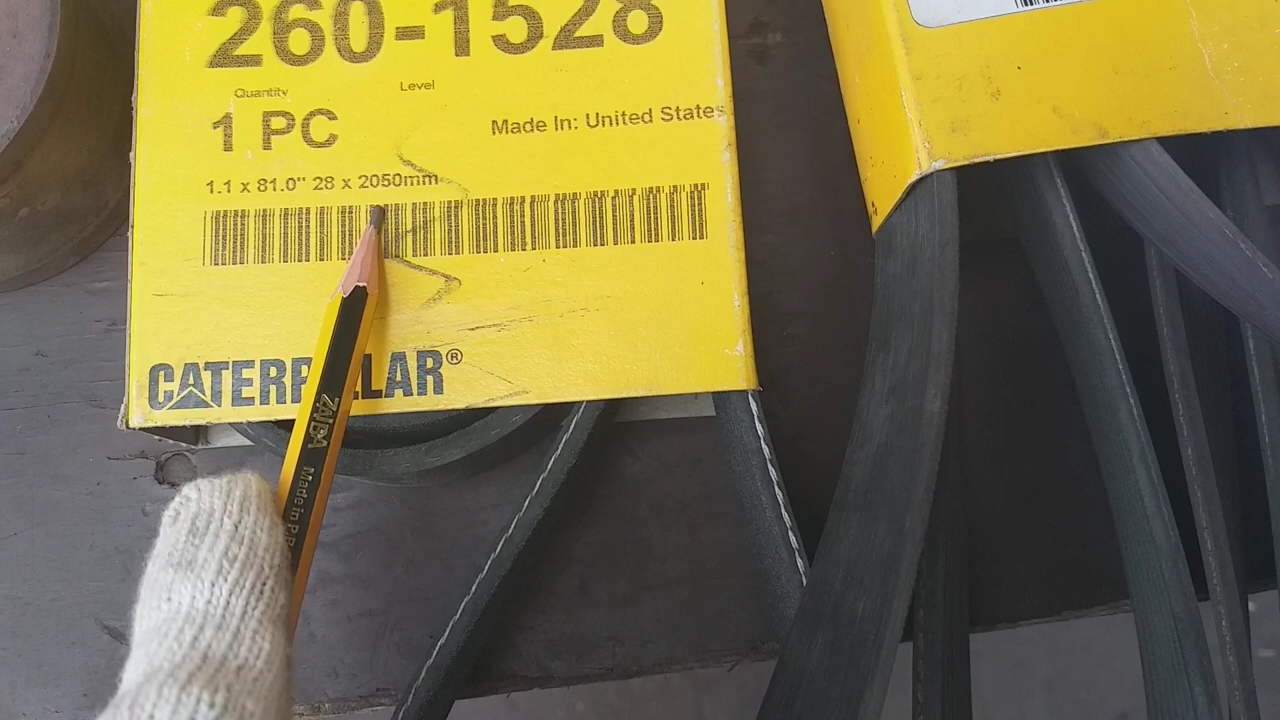 260-1528
Quantity Level
1 PC Made In: United States
1.1 x 81.0" 28 x 2050mm
CATERPILLAR®
ZAIBA Made in P.R